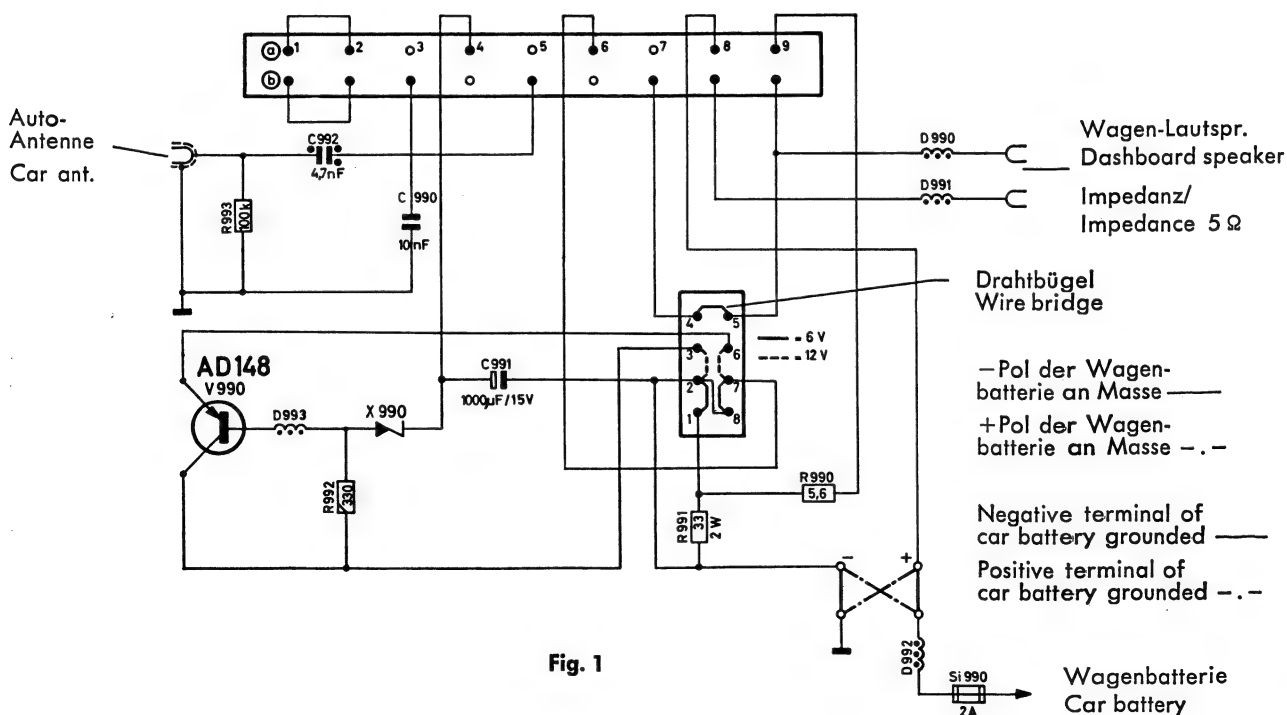 a 1 2 3 4 5 6 7 8 9
b
Auto-
Antenne
Car ant.
C992
4,7nF
R993
100k
C 990
10nF
D990
D991
Wagen-Lautspr.
Dashboard speaker
Impedanz/
Impedance 5 Ω
Drahtbügel
Wire bridge
4 5
3 6
2 7
1 8
= 6 V
= 12 V
AD148
V990
D993
X 990
C991
1000µF/15V
R992
330
R990
5,6
R991
33
2 W
- +
–Pol der Wagen-
batterie an Masse ——
+Pol der Wagen-
batterie an Masse –.–
Negative terminal of
car battery grounded ——
Positive terminal of
car battery grounded –.–
D992
Si990
2A
Wagenbatterie
Car battery
Fig. 1